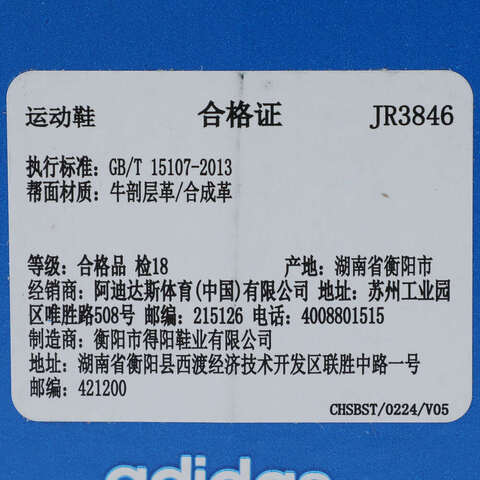 运动鞋 合格证 JR3846
执行标准: GB/T 15107-2013
帮面材质: 牛剖层革/合成革
等级: 合格品 检18 产地: 湖南省衡阳市
经销商: 阿迪达斯体育(中国)有限公司 地址: 苏州工业园
区唯胜路508号 邮编: 215126 电话: 4008801515
制造商: 衡阳市得阳鞋业有限公司
地址: 湖南省衡阳县西渡经济技术开发区联胜中路一号
邮编: 421200
CHSBST/0224/V05
adidas